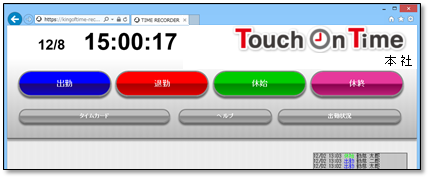 https://kingoftime-rec...
TIME RECORDER
12/8 15:00:17
Touch On Time
本社
出勤 退勤 休始 休終
タイムカード ヘルプ 出勤状況